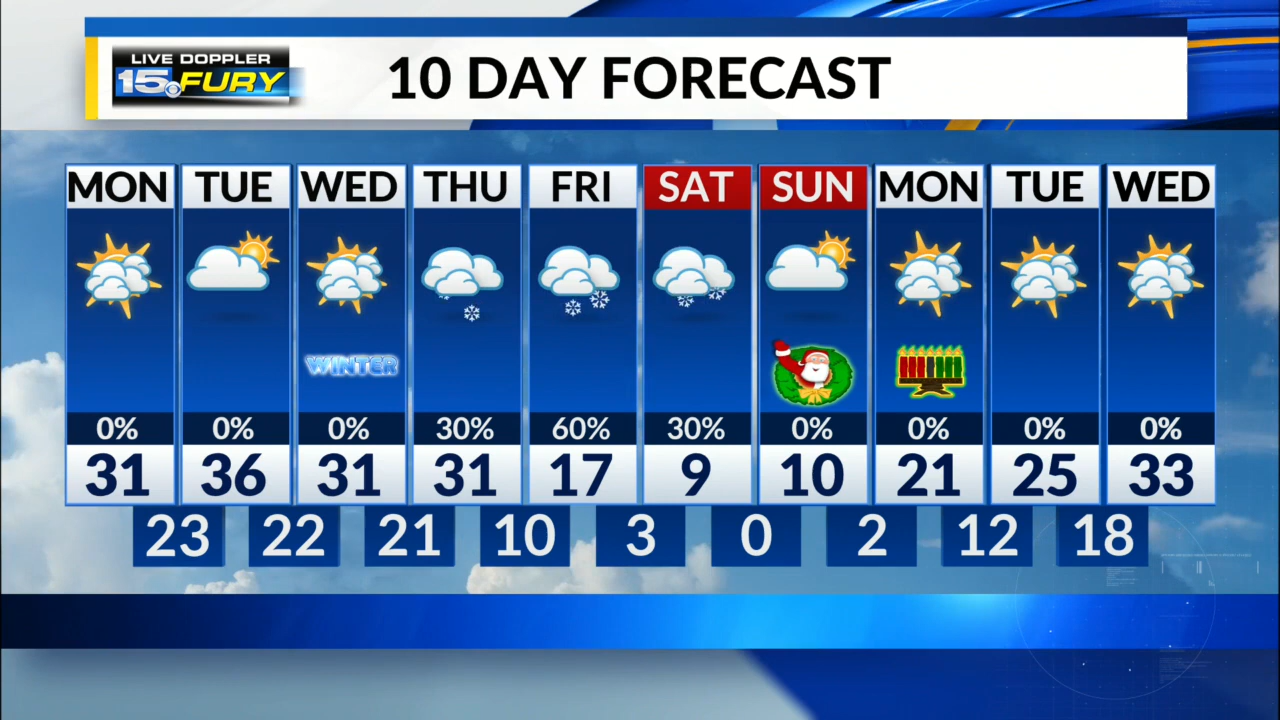 LIVE DOPPLER
15 FURY
10 DAY FORECAST
MON TUE WED THU FRI SAT SUN MON TUE WED
WINTER
0% 0% 0% 30% 60% 30% 0% 0% 0% 0%
31 36 31 31 17 9 10 21 25 33
23 22 21 10 3 0 2 12 18